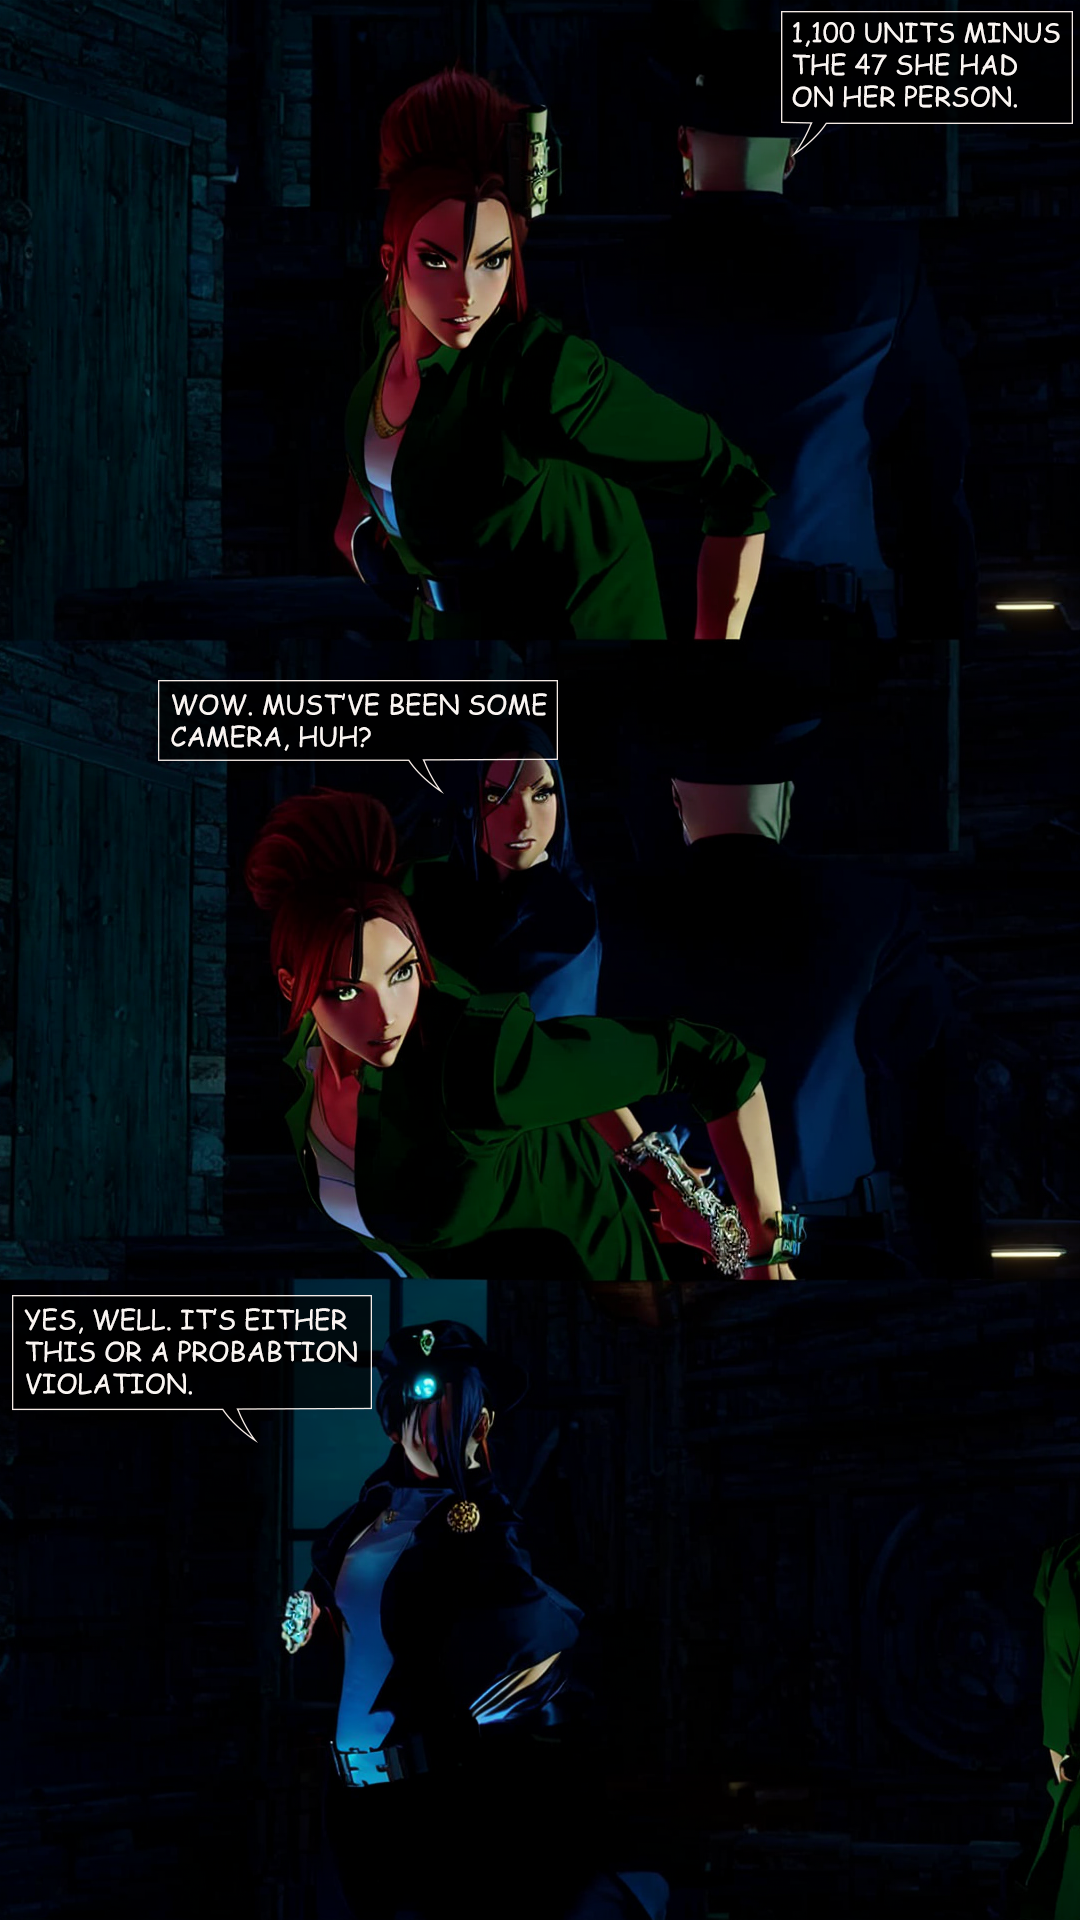 1,100 UNITS MINUS
THE 47 SHE HAD
ON HER PERSON.
WOW. MUST'VE BEEN SOME
CAMERA, HUH?
YES, WELL. IT'S EITHER
THIS OR A PROBABTION
VIOLATION.